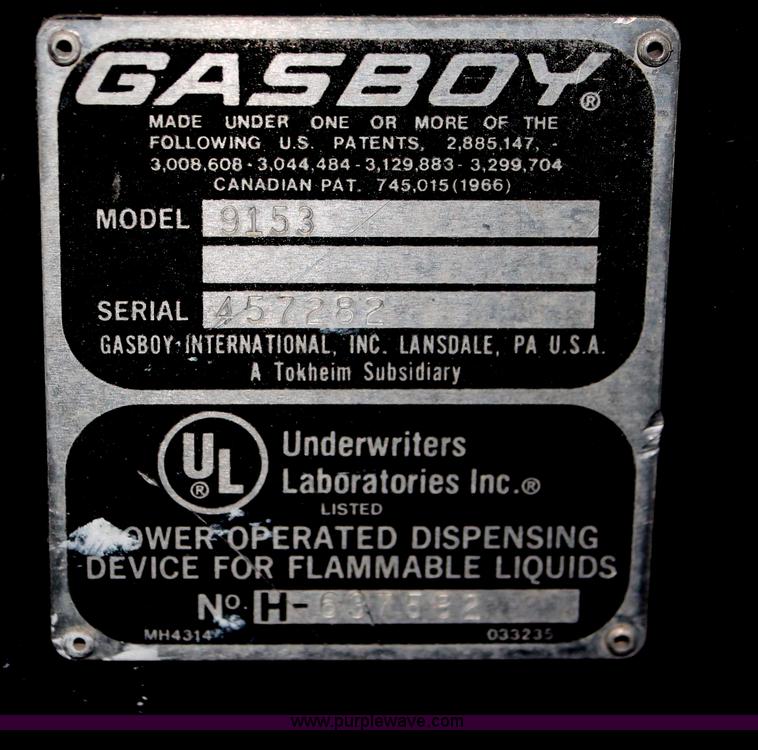 GASBOY®
MADE UNDER ONE OR MORE OF THE
FOLLOWING U.S. PATENTS, 2,885,147, -
3,008,608 - 3,044,484 - 3,129,883 - 3,299,704
CANADIAN PAT. 745,015 (1966)
MODEL 9153
SERIAL 457282
GASBOY INTERNATIONAL, INC. LANSDALE, PA U.S.A.
A Tokheim Subsidiary
UL® Underwriters
Laboratories Inc.®
LISTED
POWER OPERATED DISPENSING
DEVICE FOR FLAMMABLE LIQUIDS
No. H-637592
MH4314 033235
www.purplewave.com